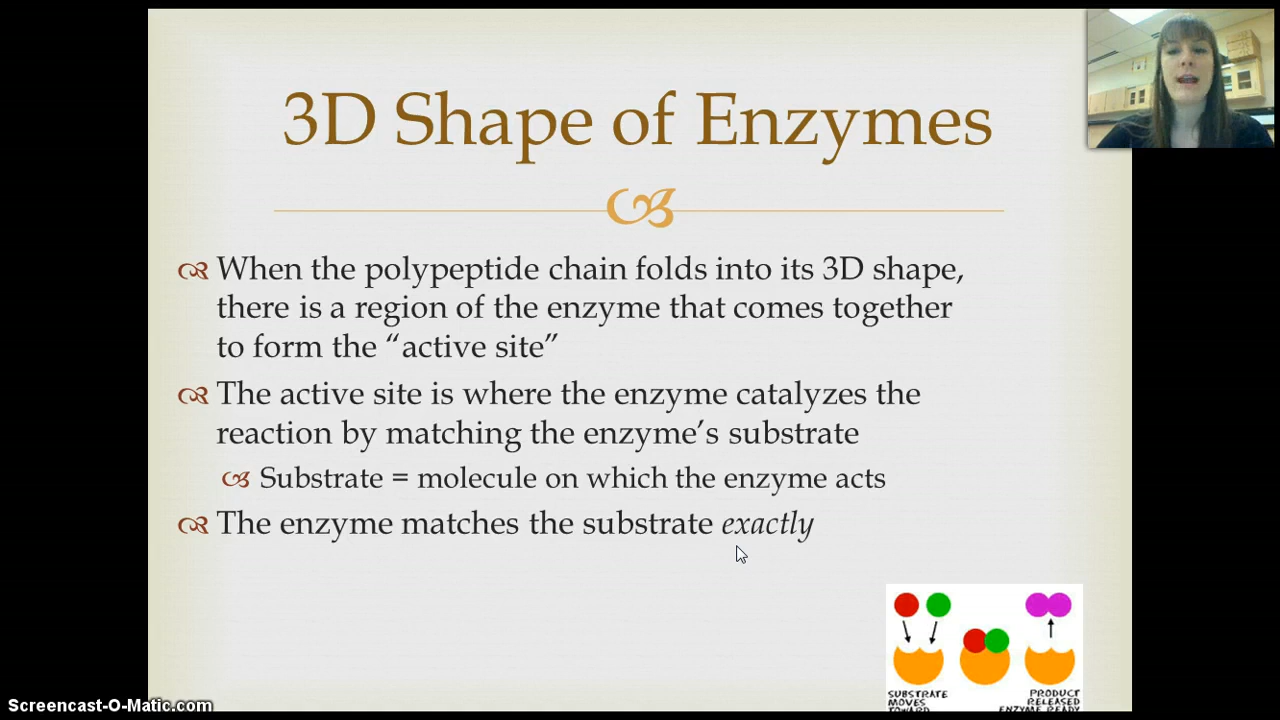 3D Shape of Enzymes
When the polypeptide chain folds into its 3D shape,
there is a region of the enzyme that comes together
to form the “active site”
The active site is where the enzyme catalyzes the
reaction by matching the enzyme’s substrate
Substrate = molecule on which the enzyme acts
The enzyme matches the substrate exactly
SUBSTRATE
MOVES
TOWARD
PRODUCT
RELEASED
ENZYME READY
Screencast-O-Matic.com